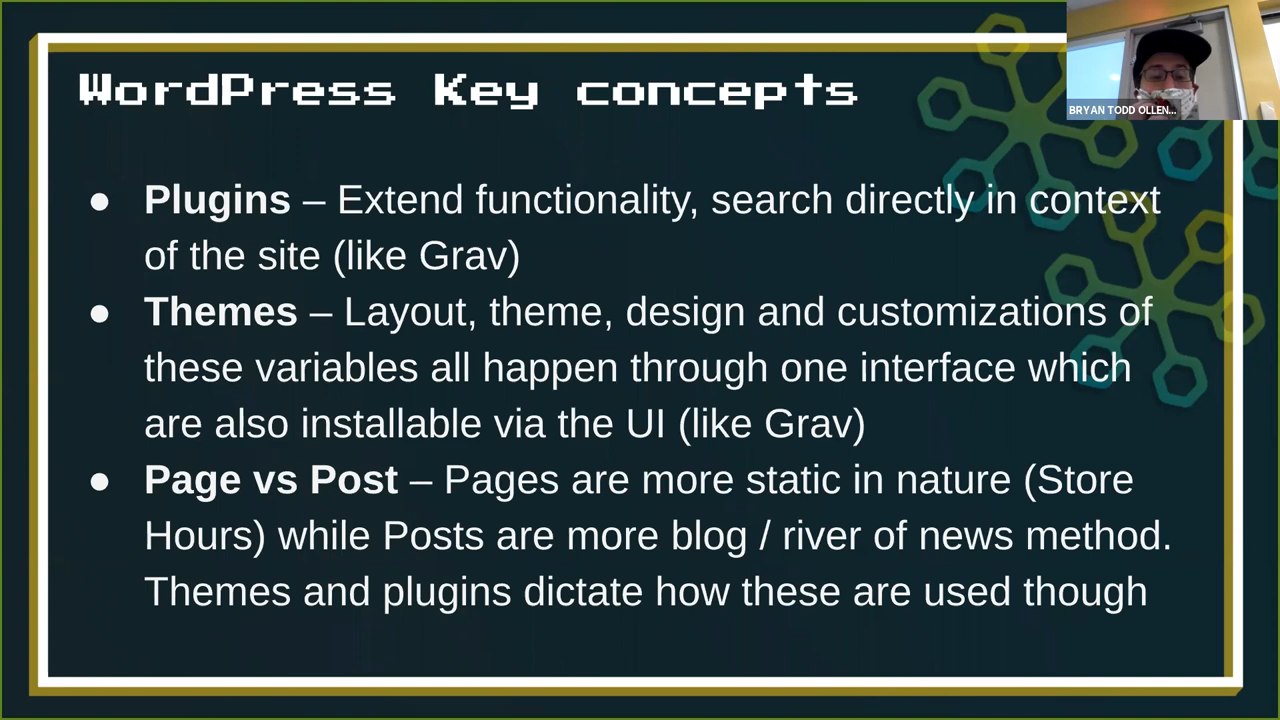 WordPress Key concepts
BRYAN TODD OLLEN...
● Plugins – Extend functionality, search directly in context
of the site (like Grav)
● Themes – Layout, theme, design and customizations of
these variables all happen through one interface which
are also installable via the UI (like Grav)
● Page vs Post – Pages are more static in nature (Store
Hours) while Posts are more blog / river of news method.
Themes and plugins dictate how these are used though